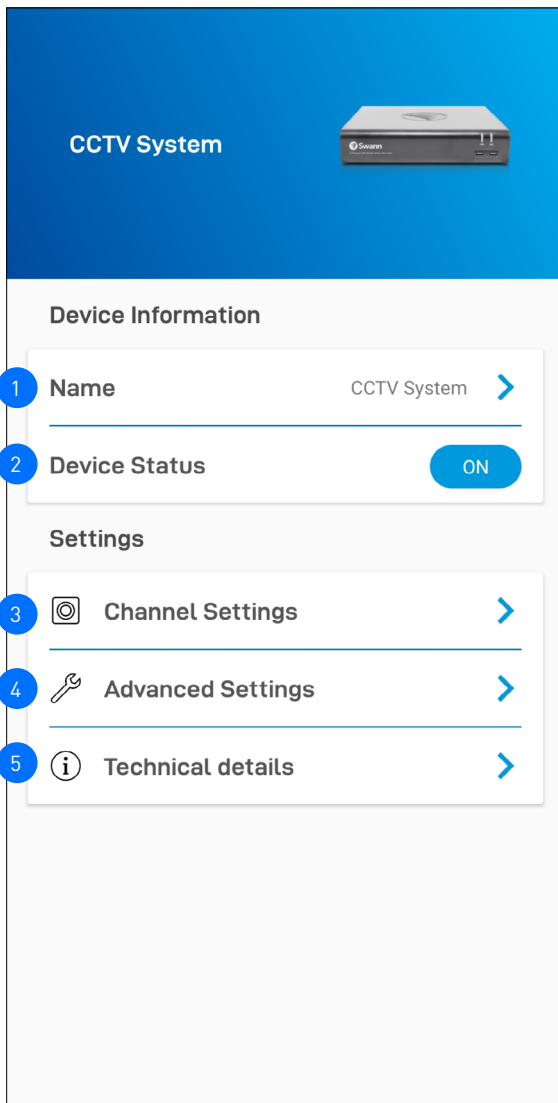 CCTV System
Swann
Device Information
1 Name CCTV System
2 Device Status ON
Settings
3 Channel Settings
4 Advanced Settings
5 Technical details